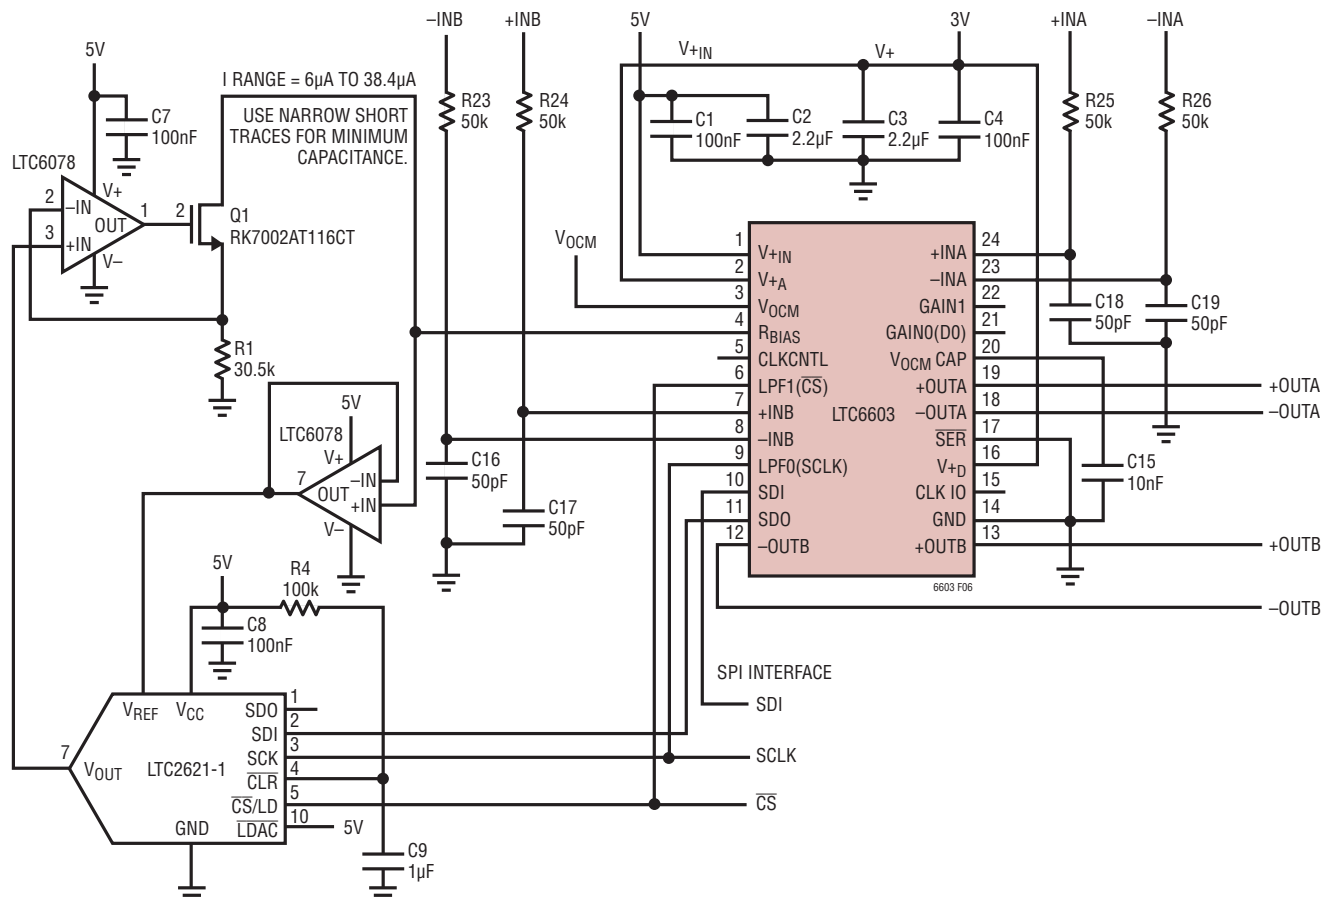 –INB
+INB
5V
3V
+INA
–INA
5V
V+IN
V+
I RANGE = 6µA TO 38.4µA
USE NARROW SHORT
TRACES FOR MINIMUM
CAPACITANCE.
C7
100nF
R23
50k
R24
50k
C1
100nF
C2
2.2µF
C3
2.2µF
C4
100nF
R25
50k
R26
50k
LTC6078
2
–IN
3
+IN
V+
OUT
V–
1
2
Q1
RK7002AT116CT
R1
30.5k
VOCM
1
V+IN
2
V+A
3
VOCM
4
RBIAS
5
CLKCNTL
6
LPF1(CS)
7
+INB
8
–INB
9
LPF0(SCLK)
10
SDI
11
SDO
12
–OUTB
LTC6603
24
+INA
23
–INA
22
GAIN1
21
GAIN0(D0)
20
VOCM CAP
19
+OUTA
18
–OUTA
17
SER
16
V+D
15
CLK IO
14
GND
13
+OUTB
6603 F06
C18
50pF
C19
50pF
+OUTA
–OUTA
C15
10nF
+OUTB
–OUTB
5V
LTC6078
V+
7
OUT
–IN
+IN
V–
C16
50pF
C17
50pF
5V
R4
100k
C8
100nF
SPI INTERFACE
SDI
SCLK
CS
VREF
VCC
7
VOUT
LTC2621-1
GND
1
SDO
2
SDI
3
SCK
4
CLR
5
CS/LD
10
LDAC
5V
C9
1µF